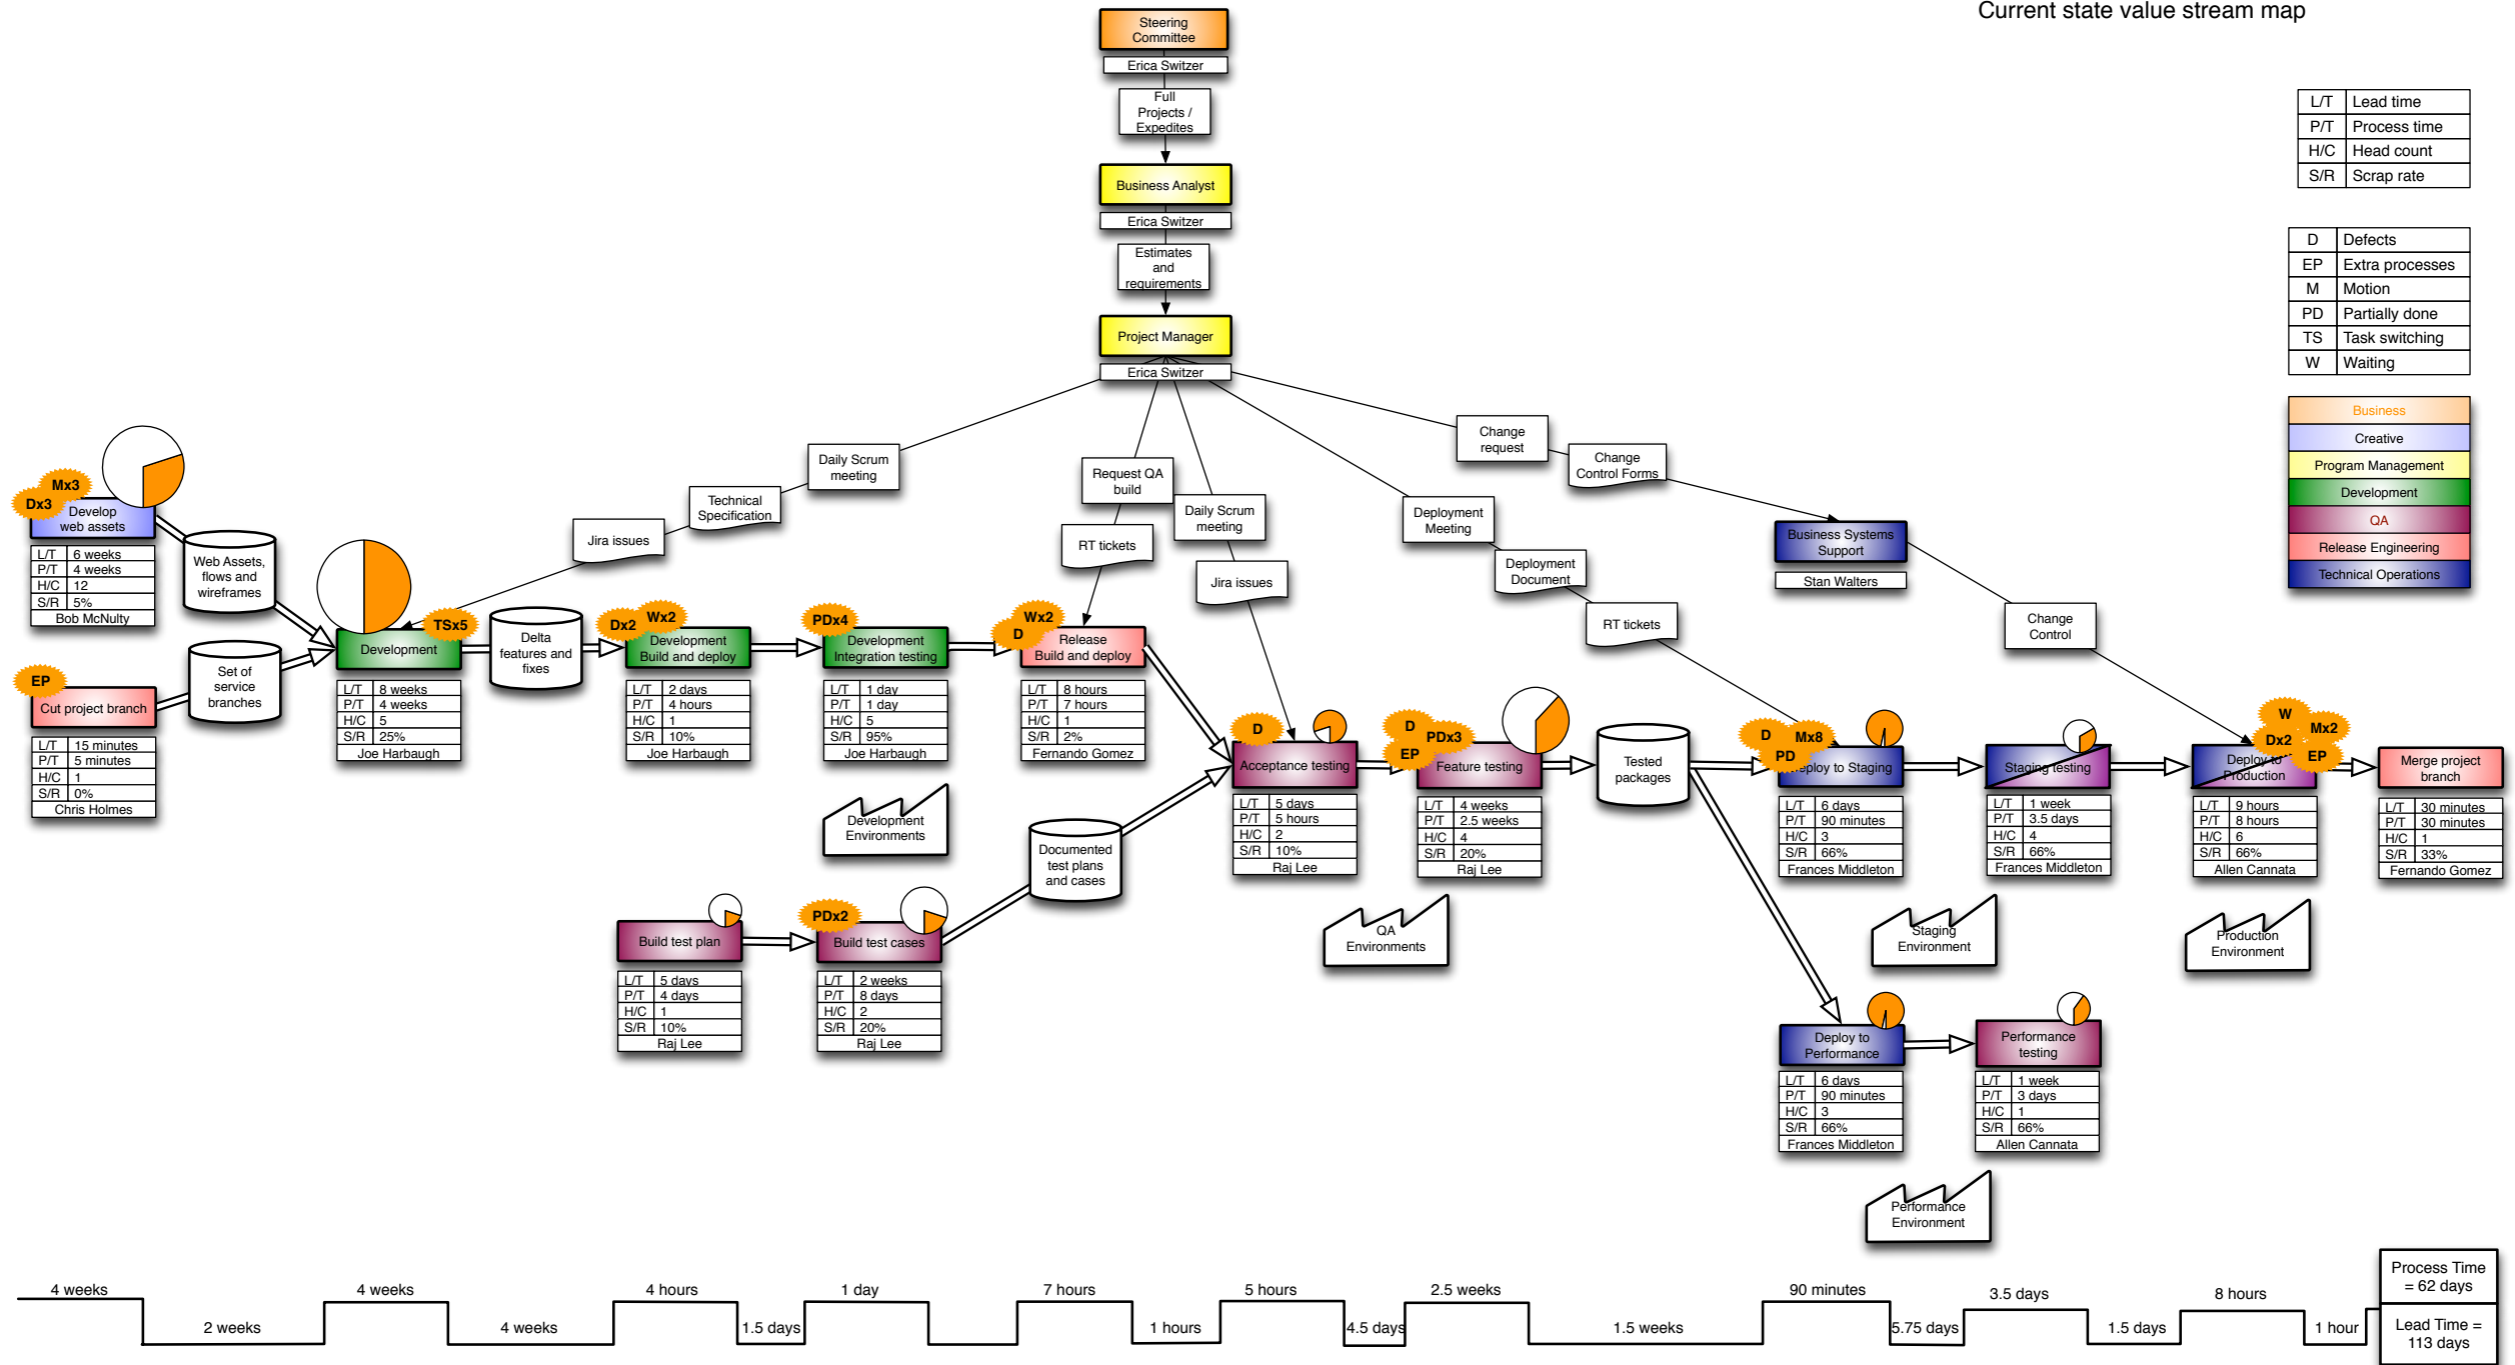 Current state value stream map
Steering
Committee
Erica Switzer
Full
Projects /
Expedites
Business Analyst
Erica Switzer
Estimates
and
requirements
Project Manager
Erica Switzer
L/T Lead time
P/T Process time
H/C Head count
S/R Scrap rate
D Defects
EP Extra processes
M Motion
PD Partially done
TS Task switching
W Waiting
Business
Creative
Program Management
Development
QA
Release Engineering
Technical Operations
Daily Scrum
meeting
Technical
Specification
Jira issues
Request QA
build
RT tickets
Daily Scrum
meeting
Jira issues
Deployment
Meeting
Deployment
Document
RT tickets
Change
request
Change
Control Forms
Business Systems
Support
Stan Walters
Change
Control
Mx3
Dx3
Develop
web assets
L/T 6 weeks
P/T 4 weeks
H/C 12
S/R 5%
Bob McNulty
Web Assets,
flows and
wireframes
EP
Cut project branch
L/T 15 minutes
P/T 5 minutes
H/C 1
S/R 0%
Chris Holmes
Set of
service
branches
TSx5
Development
L/T 8 weeks
P/T 4 weeks
H/C 5
S/R 25%
Joe Harbaugh
Delta
features and
fixes
Dx2
Wx2
Development
Build and deploy
L/T 2 days
P/T 4 hours
H/C 1
S/R 10%
Joe Harbaugh
PDx4
Development
Integration testing
L/T 1 day
P/T 1 day
H/C 5
S/R 95%
Joe Harbaugh
Development
Environments
Wx2
D
Release
Build and deploy
L/T 8 hours
P/T 7 hours
H/C 1
S/R 2%
Fernando Gomez
Build test plan
L/T 5 days
P/T 4 days
H/C 1
S/R 10%
Raj Lee
PDx2
Build test cases
L/T 2 weeks
P/T 8 days
H/C 2
S/R 20%
Raj Lee
Documented
test plans
and cases
D
Acceptance testing
L/T 5 days
P/T 5 hours
H/C 2
S/R 10%
Raj Lee
D
PDx3
EP
Feature testing
L/T 4 weeks
P/T 2.5 weeks
H/C 4
S/R 20%
Raj Lee
QA
Environments
Tested
packages
D
Mx8
PD
Deploy to Staging
L/T 6 days
P/T 90 minutes
H/C 3
S/R 66%
Frances Middleton
Staging testing
L/T 1 week
P/T 3.5 days
H/C 4
S/R 66%
Frances Middleton
Staging
Environment
W
Mx2
Dx2
EP
Deploy to
Production
L/T 9 hours
P/T 8 hours
H/C 6
S/R 66%
Allen Cannata
Production
Environment
Merge project
branch
L/T 30 minutes
P/T 30 minutes
H/C 1
S/R 33%
Fernando Gomez
Deploy to
Performance
L/T 6 days
P/T 90 minutes
H/C 3
S/R 66%
Frances Middleton
Performance
testing
L/T 1 week
P/T 3 days
H/C 1
S/R 66%
Allen Cannata
Performance
Environment
4 weeks
2 weeks
4 weeks
4 weeks
4 hours
1.5 days
1 day
7 hours
1 hours
5 hours
4.5 days
2.5 weeks
1.5 weeks
90 minutes
5.75 days
3.5 days
1.5 days
8 hours
1 hour
Process Time
= 62 days
Lead Time =
113 days